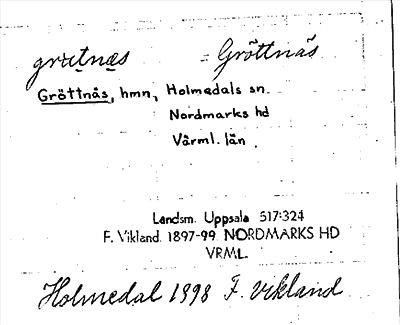 grutnes = Gröttnäs
Gröttnäs, hmn, Holmedals sn.
Nordmarks hd
Värml. län.
Landsm. Uppsala 517:324
F. Vikland 1897-99 NORDMARKS HD
VRML.
Holmedal 1898 F. Vikland